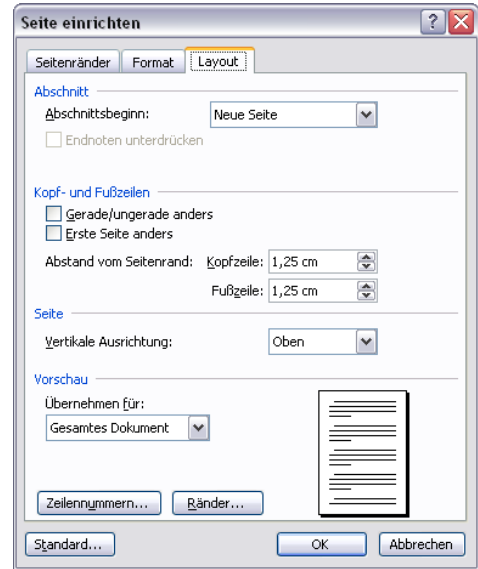 Seite einrichten
Seitenränder Format Layout
Abschnitt
Abschnittsbeginn: Neue Seite
Endnoten unterdrücken
Kopf- und Fußzeilen
Gerade/ungerade anders
Erste Seite anders
Abstand vom Seitenrand: Kopfzeile: 1,25 cm
Fußzeile: 1,25 cm
Seite
Vertikale Ausrichtung: Oben
Vorschau
Übernehmen für:
Gesamtes Dokument
Zeilennummern... Ränder...
Standard... OK Abbrechen